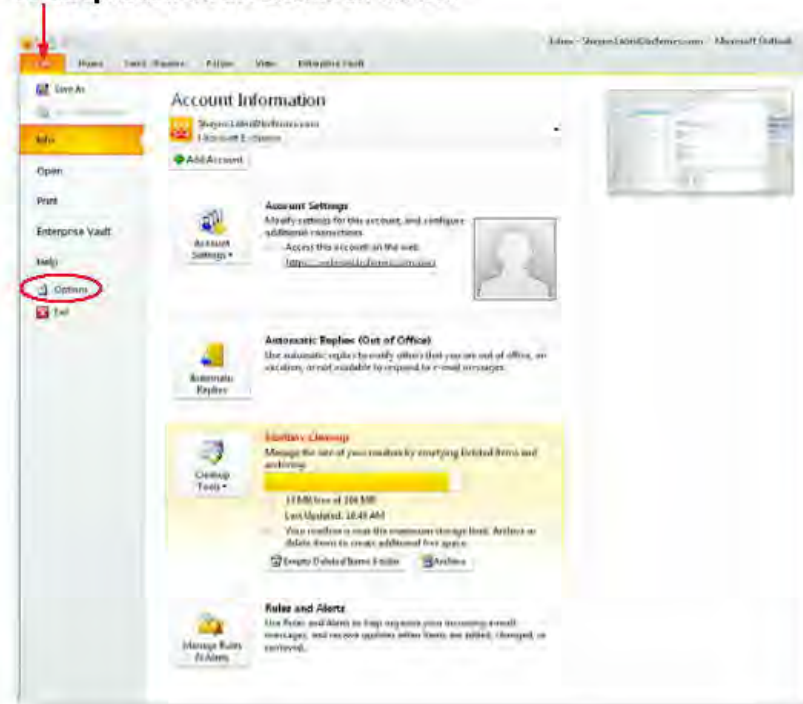 File Home Send / Receive Folder View Enterprise Vault
Inbox - Microsoft Outlook
Save As
Info
Open
Print
Enterprise Vault
Help
Options
Exit
Account Information
Microsoft Exchange
Add Account
Account
Settings
Account Settings
Modify settings for this account, and configure
additional connections.
Access this account on the web.
Automatic
Replies
Automatic Replies (Out of Office)
Use automatic replies to notify others that you are out of office, on
vacation, or not available to respond to e-mail messages.
Cleanup
Tools
Mailbox Cleanup
Manage the size of your mailbox by emptying Deleted Items and
archiving.
MB free of MB
Last Updated: AM
Your mailbox is near the maximum storage limit. Archive or
delete items to create additional free space.
Empty Deleted Items Folder Archive
Manage Rules
& Alerts
Rules and Alerts
Use Rules and Alerts to help organize your incoming e-mail
messages, and receive updates when items are added, changed, or
removed.